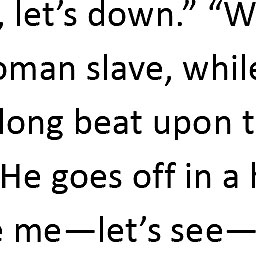 , let’s down.” “W
oman slave, while
long beat upon t
He goes off in a h
e me—let’s see—